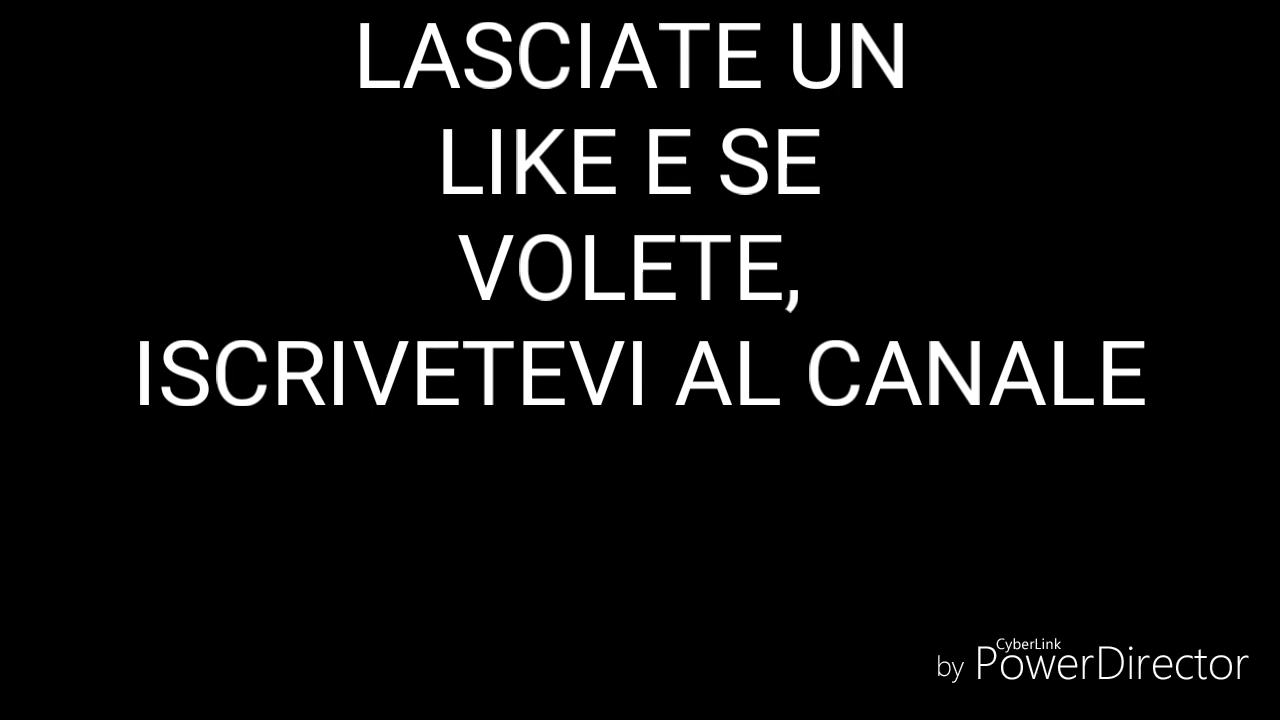 LASCIATE UN
LIKE E SE
VOLETE,
ISCRIVETEVI AL CANALE
CyberLink
by PowerDirector